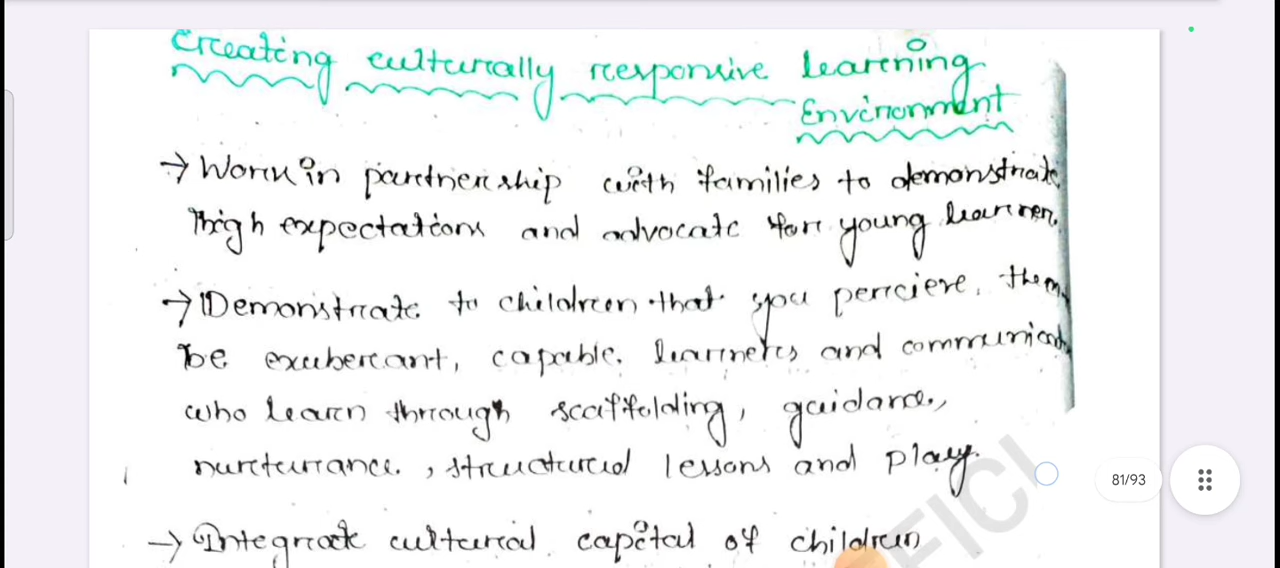 Creating culturally responsive learning
Environment
→ Work in partnership with families to demonstrate
high expectations and advocate for young learner.
→ Demonstrate to children that you percieve them
be exuberant, capable learners and
who learn through scaffolding, guidance,
nurturance, structured lessons and play.
→ Integrate cultural capital of children
81/93